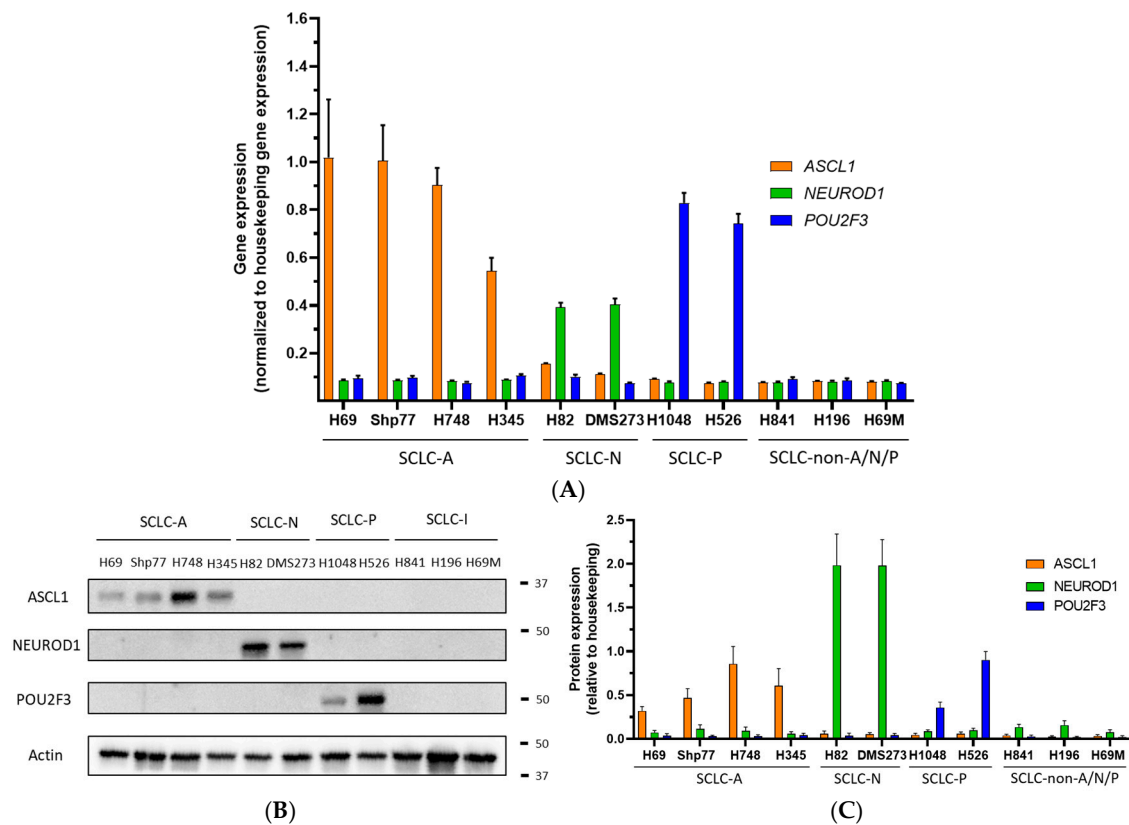 1.6
1.4
1.2
1.0
0.8
0.6
0.4
0.2
Gene expression
(normalized to housekeeping gene expression)
ASCL1
NEUROD1
POU2F3
H69 Shp77 H748 H345 H82 DMS273 H1048 H526 H841 H196 H69M
SCLC-A SCLC-N SCLC-P SCLC-non-A/N/P
(A)
SCLC-A SCLC-N SCLC-P SCLC-I
H69 Shp77 H748 H345 H82 DMS273 H1048 H526 H841 H196 H69M
ASCL1 37
NEUROD1 50
POU2F3 50
Actin 50
37
(B)
2.5
2.0
1.5
1.0
0.5
0.0
Protein expression
(relative to housekeeping)
ASCL1
NEUROD1
POU2F3
H69 Shp77 H748 H345 H82 DMS273 H1048 H526 H841 H196 H69M
SCLC-A SCLC-N SCLC-P SCLC-non-A/N/P
(C)